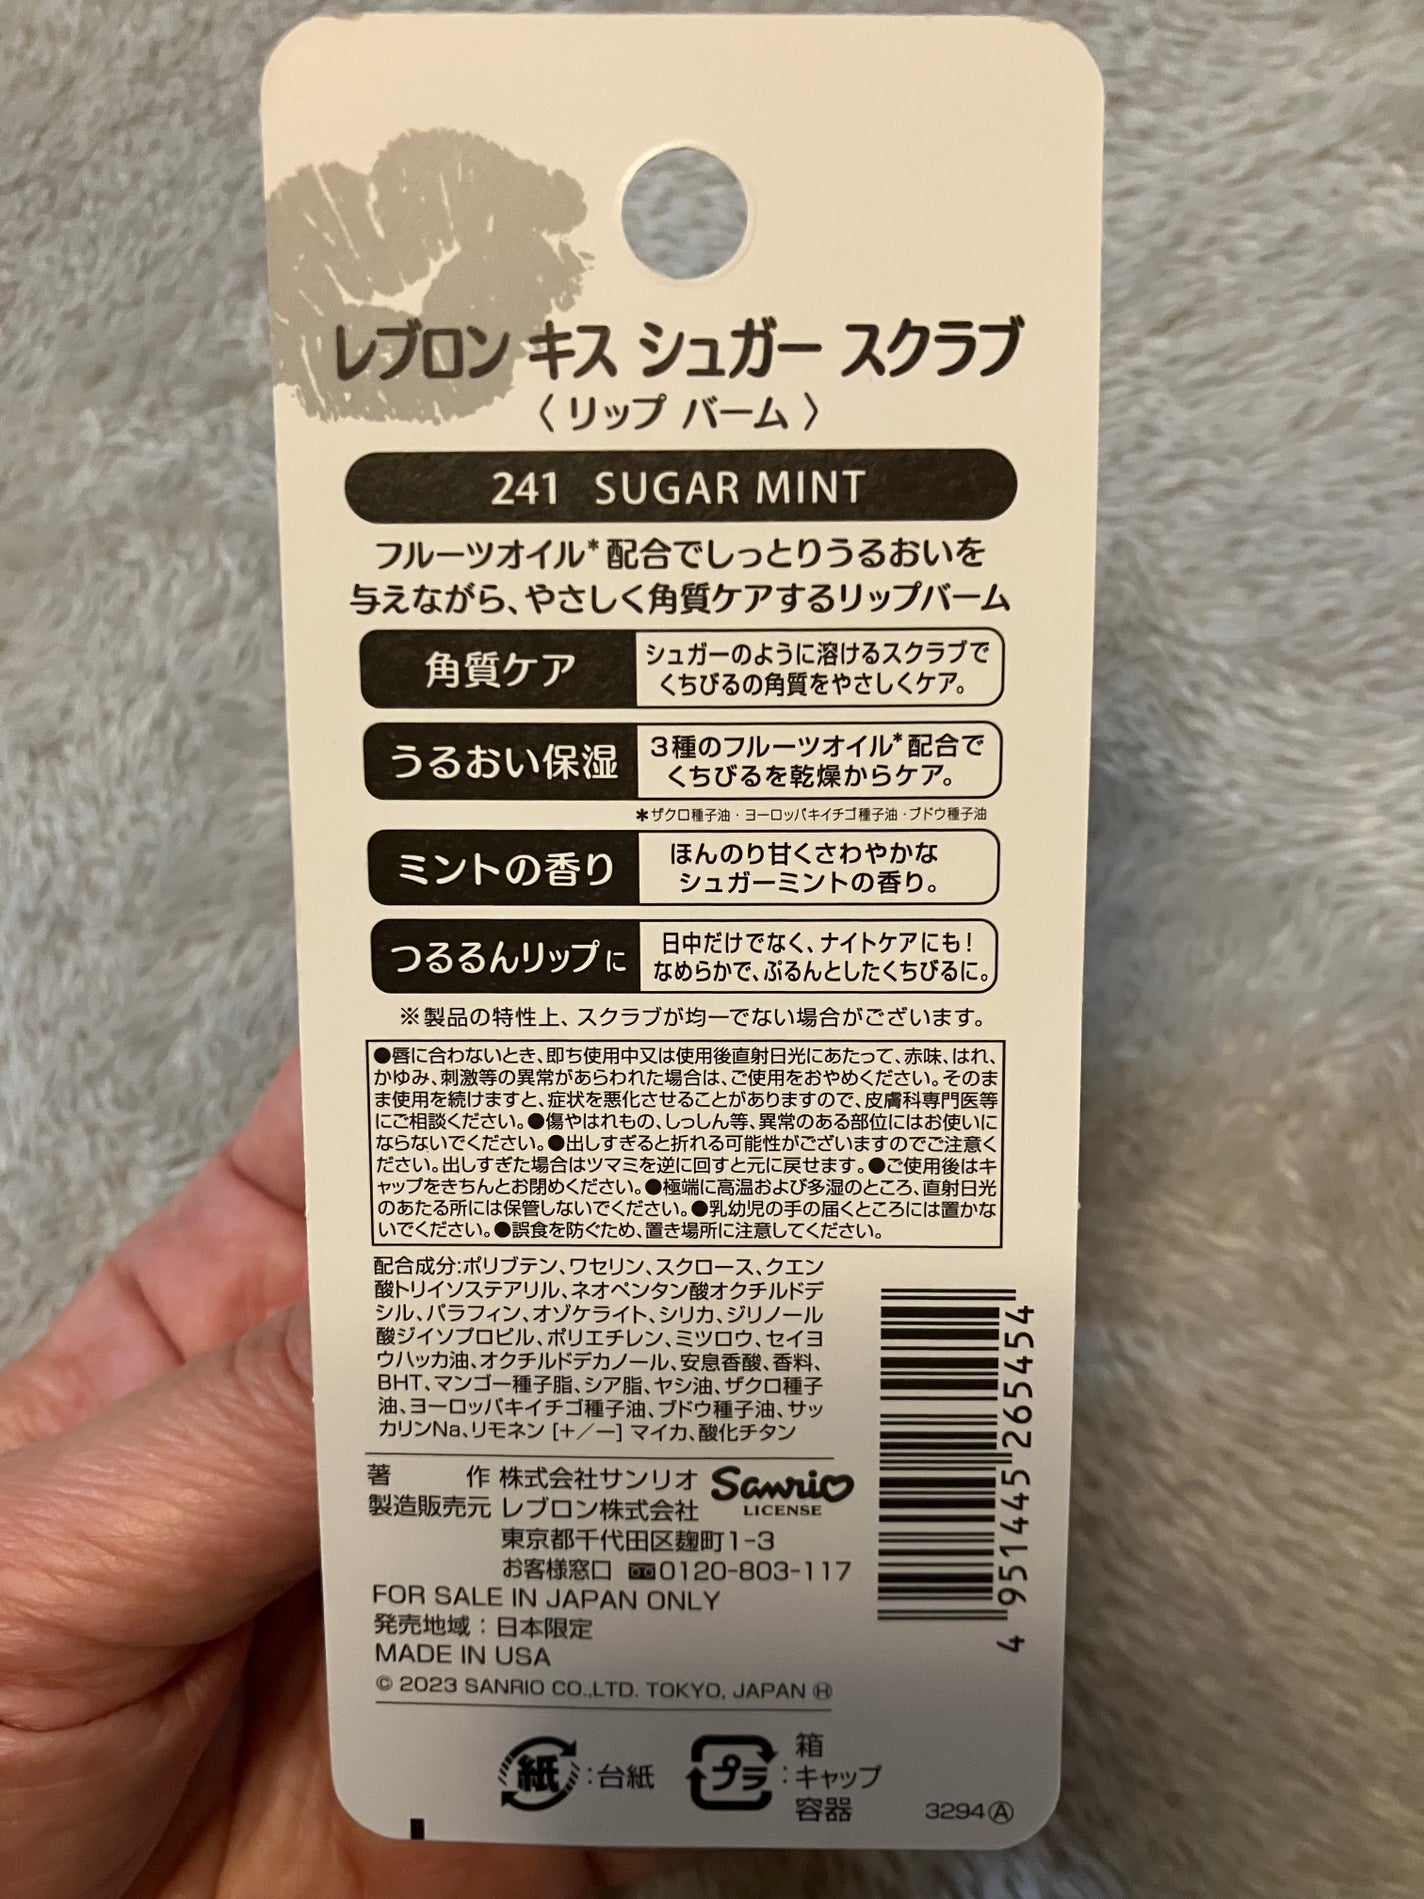 レブロン キス シュガー スクラブ
〈 リップ バーム 〉
241 SUGAR MINT
フルーツオイル*配合でしっとりうるおいを
与えながら、やさしく角質ケアするリップバーム
角質ケア
シュガーのように溶けるスクラブで
くちびるの角質をやさしくケア。
うるおい保湿
3種のフルーツオイル*配合で
くちびるを乾燥からケア。
*ザクロ種子油・ヨーロッパキイチゴ種子油・ブドウ種子油
ミントの香り
ほんのり甘くさわやかな
シュガーミントの香り。
つるるんリップに
日中だけでなく、ナイトケアにも!
なめらかで、ぷるんとしたくちびるに。
※製品の特性上、スクラブが均一でない場合がございます。
●唇に合わないとき、即ち使用中又は使用後直射日光にあたって、赤味、はれ、
かゆみ、刺激等の異常があらわれた場合は、ご使用をおやめください。そのま
ま使用を続けますと、症状を悪化させることがありますので、皮膚科専門医等
にご相談ください。●傷やはれもの、しっしん等、異常のある部位にはお使いに
ならないでください。●出しすぎると折れる可能性がございますのでご注意く
ださい。出しすぎた場合はツマミを逆に回すと元に戻せます。●ご使用後はキ
ャップをきちんとお閉めください。●極端に高温および多湿のところ、直射日光
のあたる所には保管しないでください。●乳幼児の手の届くところには置かな
いでください。●誤食を防ぐため、置き場所に注意してください。
配合成分:ポリブテン、ワセリン、スクロース、クエン
酸トリイソステアリル、ネオペンタン酸オクチルドデ
シル、パラフィン、オゾケライト、シリカ、ジリノール
酸ジイソプロピル、ポリエチレン、ミツロウ、セイヨ
ウハッカ油、オクチルドデカノール、安息香酸、香料、
BHT、マンゴー種子脂、シア脂、ヤシ油、ザクロ種子
油、ヨーロッパキイチゴ種子油、ブドウ種子油、サッ
カリンNa、リモネン [+/ー] マイカ、酸化チタン
4951445265454
著 作 株式会社サンリオ
Sanrio
LICENSE
製造販売元 レブロン株式会社
東京都千代田区麹町1-3
お客様窓口 0120-803-117
FOR SALE IN JAPAN ONLY
発売地域:日本限定
MADE IN USA
© 2023 SANRIO CO.,LTD. TOKYO, JAPAN Ⓗ
紙:台紙
プラ:箱
キャップ
容器
3294Ⓐ